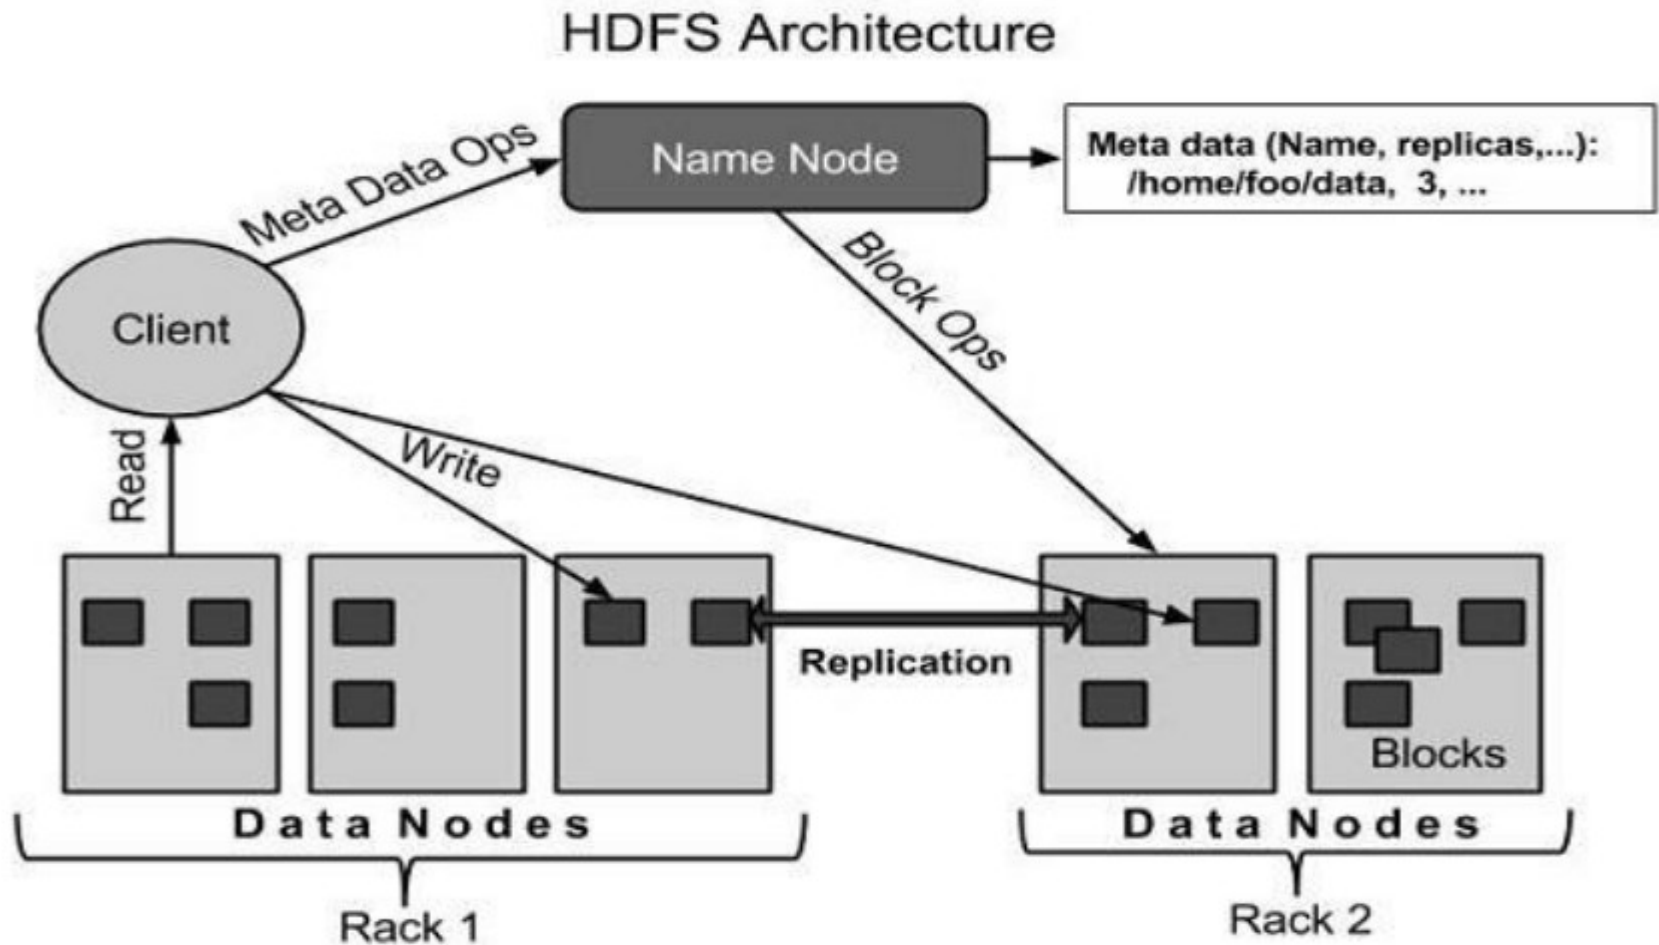 HDFS Architecture
Meta Data Ops
Name Node
Meta data (Name, replicas,...):
/home/foo/data, 3, ...
Block Ops
Client
Read
Write
Replication
Blocks
Data Nodes
Data Nodes
Rack 1
Rack 2